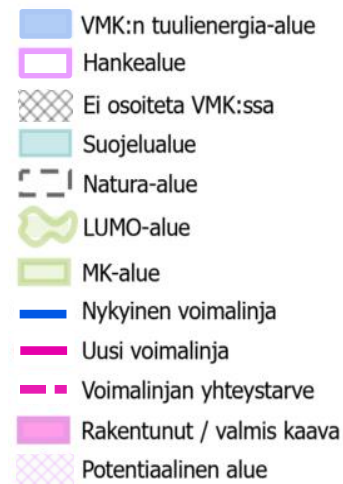 VMK:n tuulienergia-alue
Hankealue
Ei osoiteta VMK:ssa
Suojelualue
Natura-alue
LUMO-alue
MK-alue
Nykyinen voimalinja
Uusi voimalinja
Voimalinjan yhteystarve
Rakentunut / valmis kaava
Potentiaalinen alue